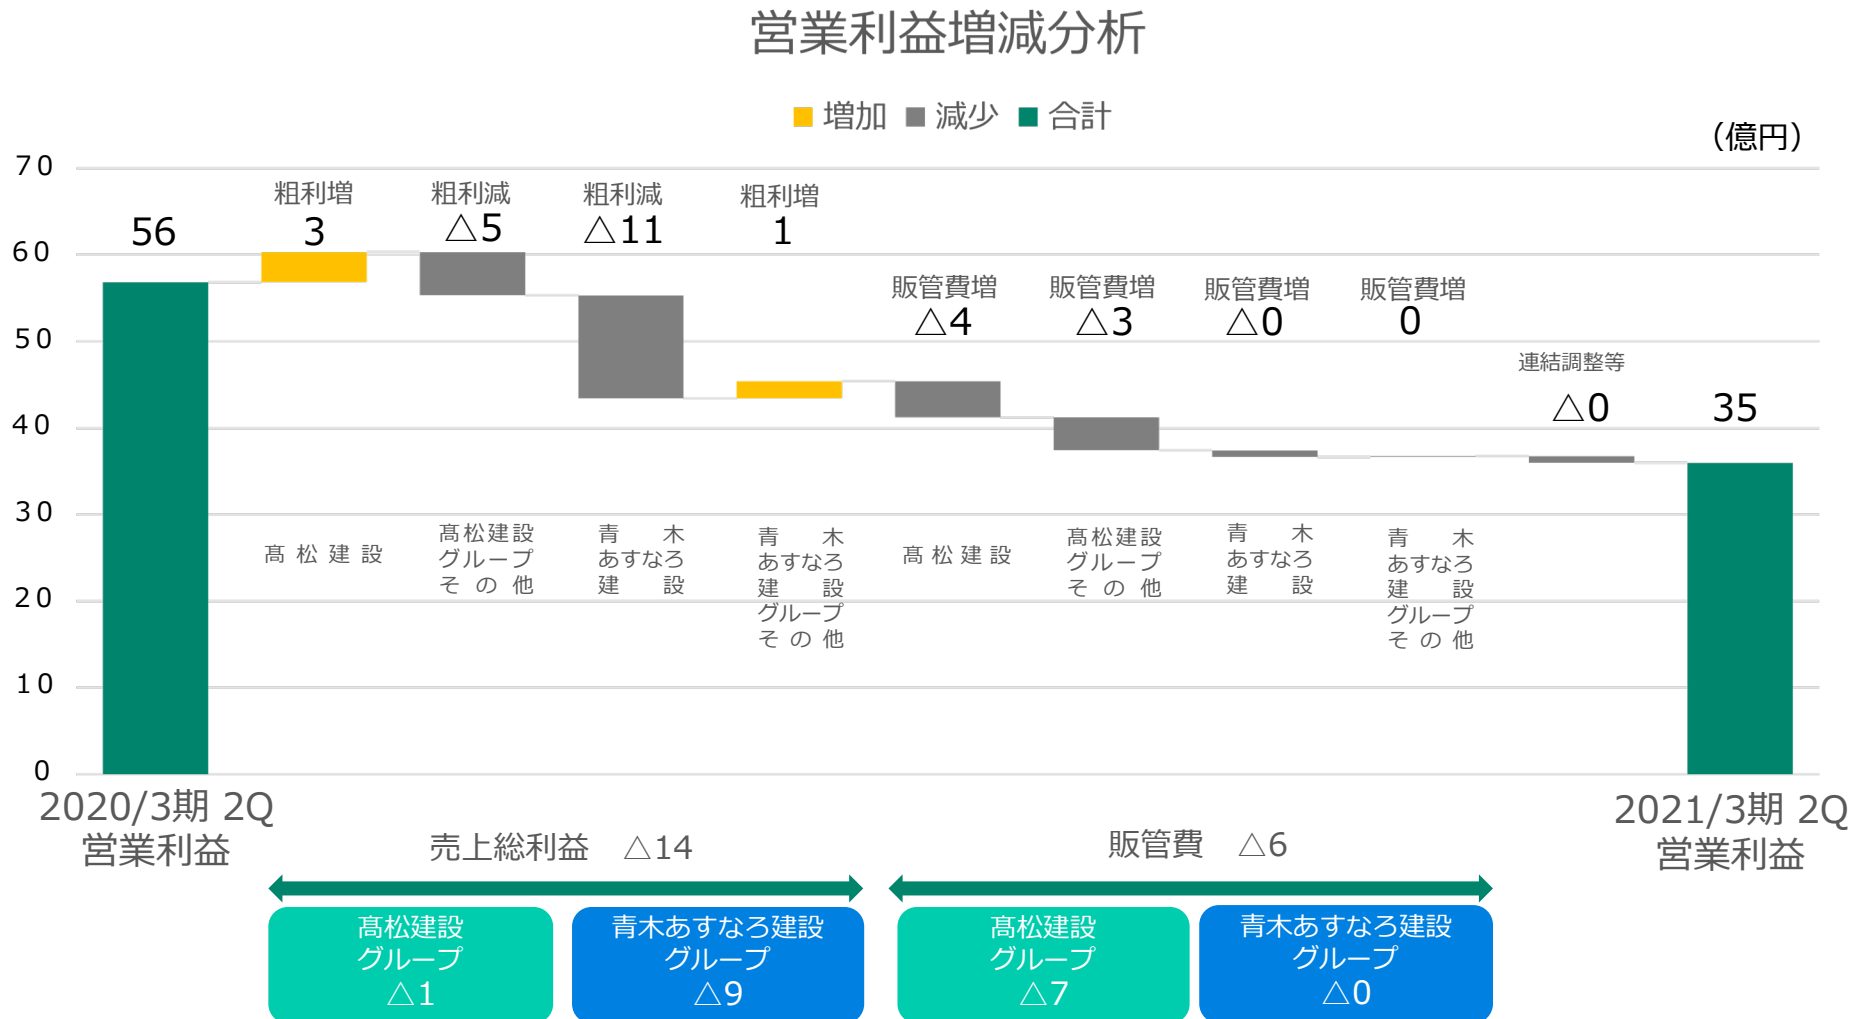 営業利益増減分析
増加 減少 合計
（億円）
70
60
50
40
30
20
10
0
56
粗利増
3
粗利減
△5
粗利減
△11
粗利増
1
販管費増
△4
販管費増
△3
販管費増
△0
販管費増
0
連結調整等
△0
35
髙松建設
髙松建設
グループ
その他
青木
あすなろ
建設
青木
あすなろ
建設
グループ
その他
髙松建設
髙松建設
グループ
その他
青木
あすなろ
建設
青木
あすなろ
建設
グループ
その他
2020/3期 2Q
営業利益
2021/3期 2Q
営業利益
売上総利益 △14
販管費 △6
髙松建設
グループ
△1
青木あすなろ建設
グループ
△9
髙松建設
グループ
△7
青木あすなろ建設
グループ
△0